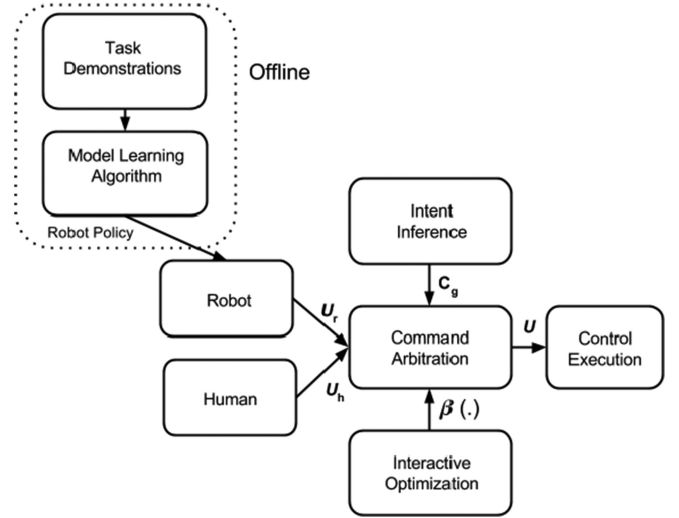 Task
Demonstrations
Offline
Model Learning
Algorithm
Robot Policy
Intent
Inference
C_g
Robot
U_r
Command
Arbitration
U
Control
Execution
Human
U_h
β (.)
Interactive
Optimization